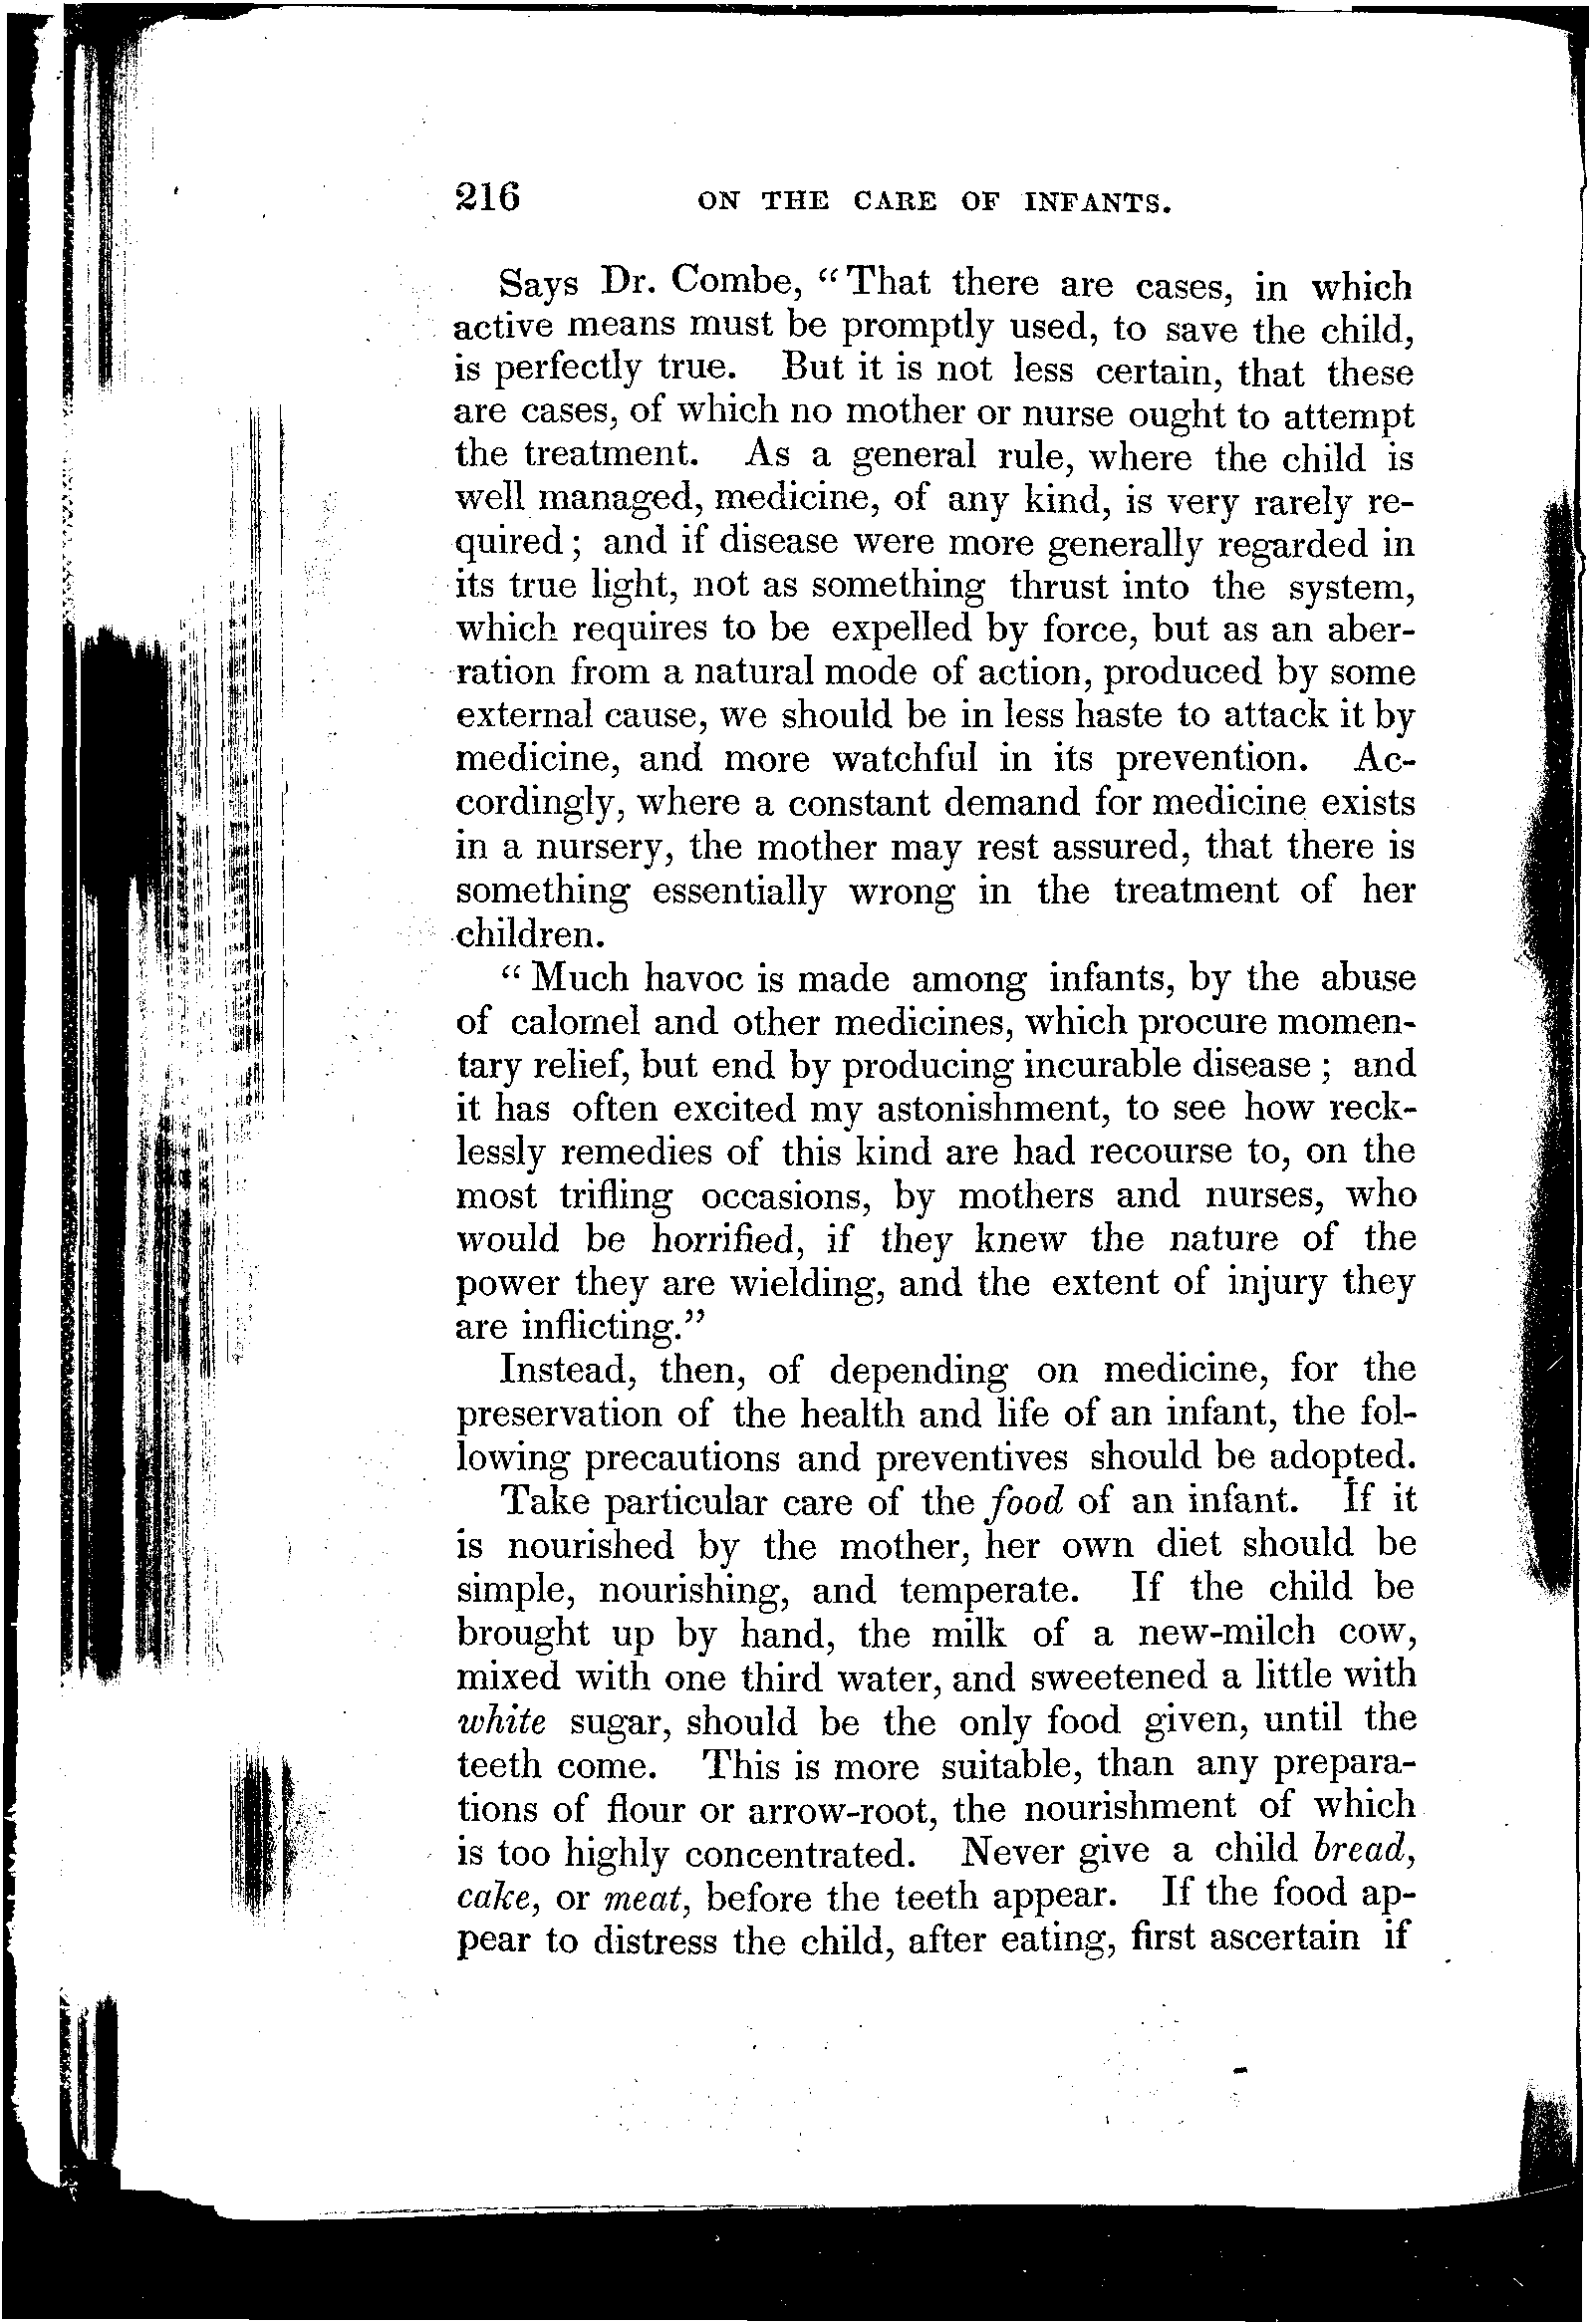 216 ON THE CARE OF INFANTS.
Says Dr. Combe, “That there are cases, in which
active means must be promptly used, to save the child,
is perfectly true. But it is not less certain, that these
are cases, of which no mother or nurse ought to attempt
the treatment. As a general rule, where the child is
well managed, medicine, of any kind, is very rarely re-
quired; and if disease were more generally regarded in
its true light, not as something thrust into the system,
which requires to be expelled by force, but as an aber-
ration from a natural mode of action, produced by some
external cause, we should be in less haste to attack it by
medicine, and more watchful in its prevention. Ac-
cordingly, where a constant demand for medicine exists
in a nursery, the mother may rest assured, that there is
something essentially wrong in the treatment of her
children.
“Much havoc is made among infants, by the abuse
of calomel and other medicines, which procure momen-
tary relief, but end by producing incurable disease; and
it has often excited my astonishment, to see how reck-
lessly remedies of this kind are had recourse to, on the
most trifling occasions, by mothers and nurses, who
would be horrified, if they knew the nature of the
power they are wielding, and the extent of injury they
are inflicting.”
Instead, then, of depending on medicine, for the
preservation of the health and life of an infant, the fol-
lowing precautions and preventives should be adopted.
Take particular care of the food of an infant. If it
is nourished by the mother, her own diet should be
simple, nourishing, and temperate. If the child be
brought up by hand, the milk of a new-milch cow,
mixed with one third water, and sweetened a little with
white sugar, should be the only food given, until the
teeth come. This is more suitable, than any prepara-
tions of flour or arrow-root, the nourishment of which
is too highly concentrated. Never give a child bread,
cake, or meat, before the teeth appear. If the food ap-
pear to distress the child, after eating, first ascertain if